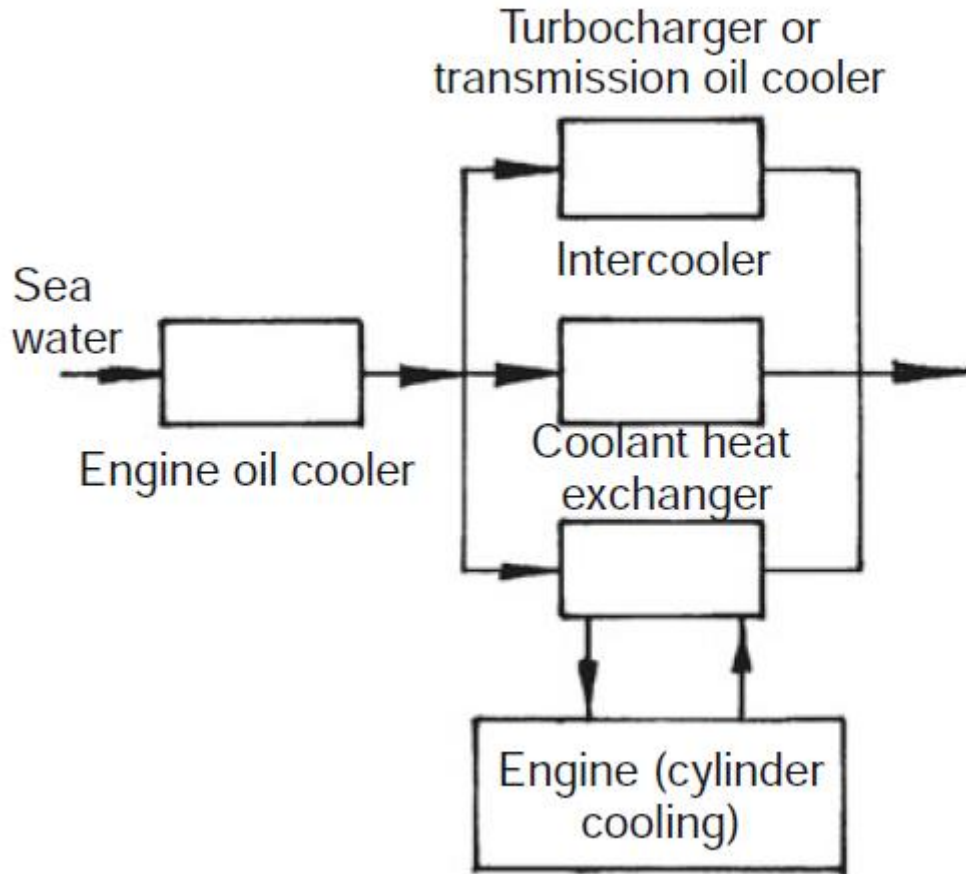 Turbocharger or
transmission oil cooler
Intercooler
Sea
water
Engine oil cooler
Coolant heat
exchanger
Engine (cylinder
cooling)